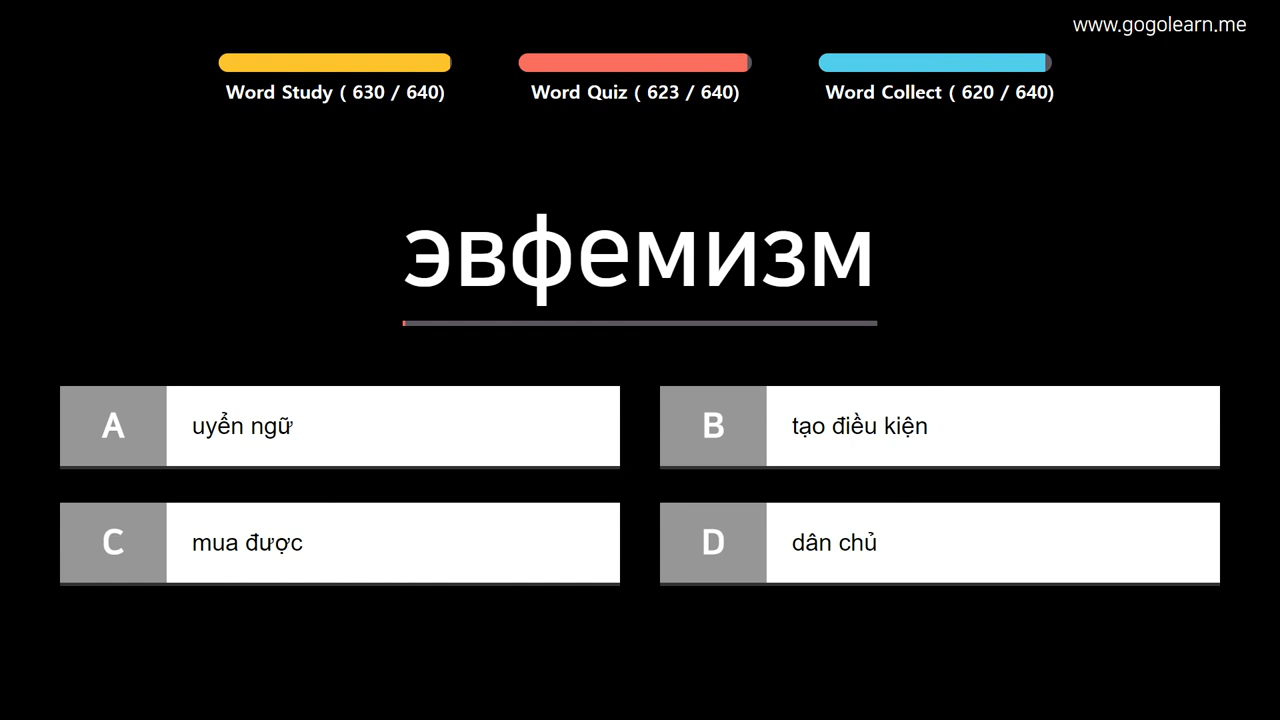 www.gogolearn.me
Word Study ( 630 / 640)
Word Quiz ( 623 / 640)
Word Collect ( 620 / 640)
эвфемизм
A uyển ngữ
B tạo điều kiện
C mua được
D dân chủ